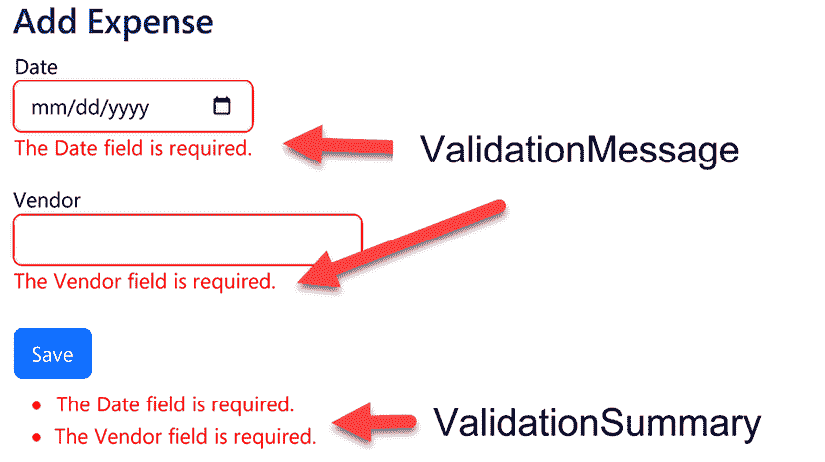 Add Expense
Date
mm/dd/yyyy
The Date field is required.
ValidationMessage
Vendor
The Vendor field is required.
Save
The Date field is required.
The Vendor field is required.
ValidationSummary